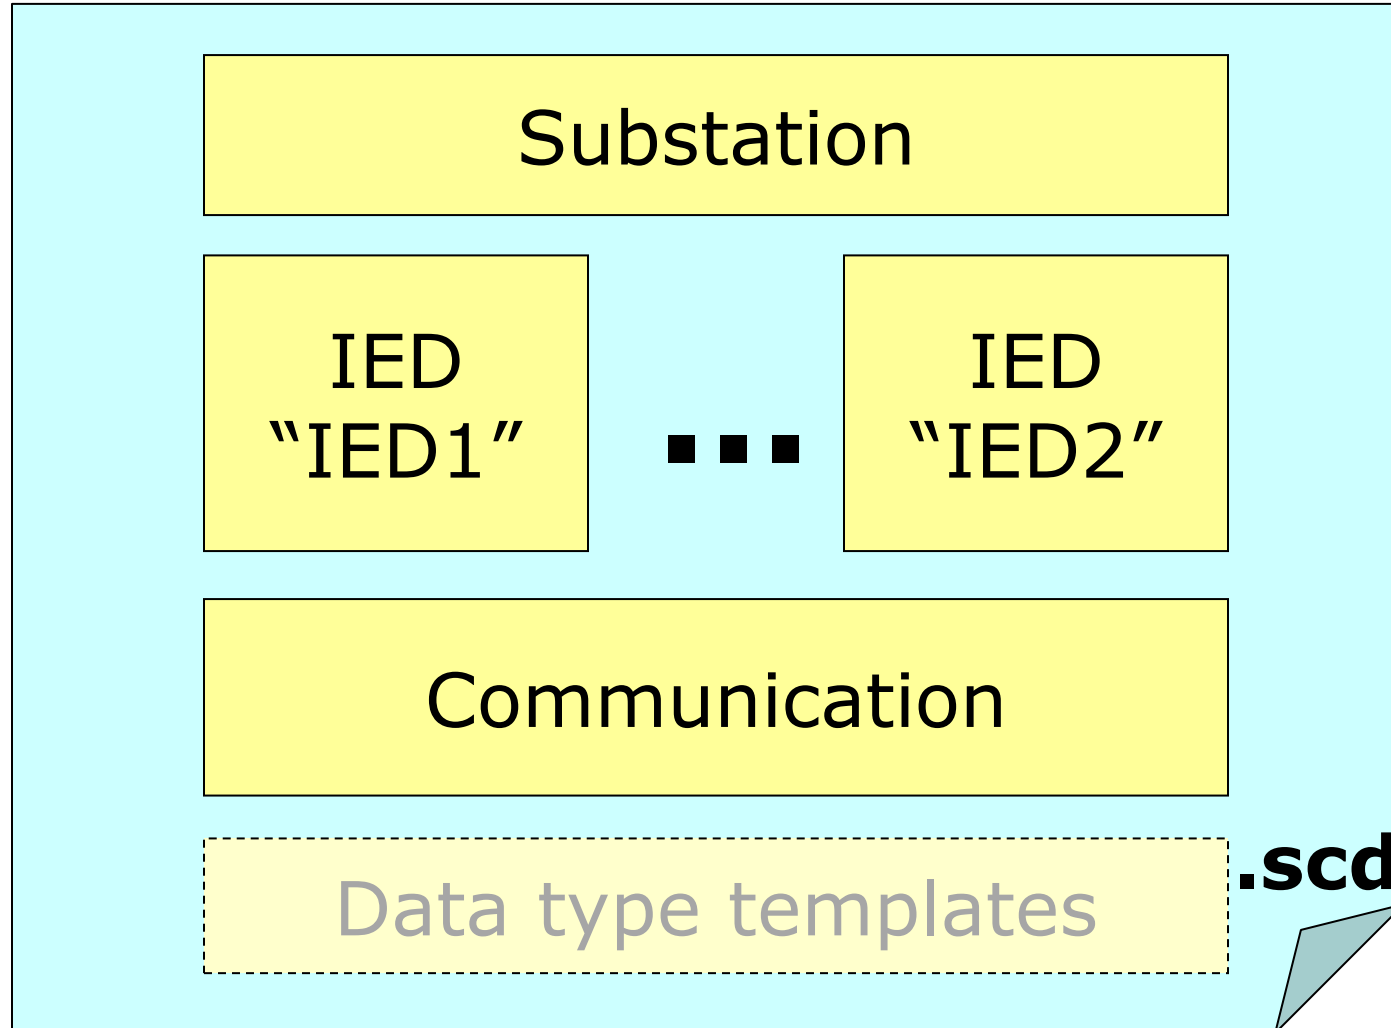 Substation
IED
“IED1”
IED
“IED2”
Communication
Data type templates
.scd